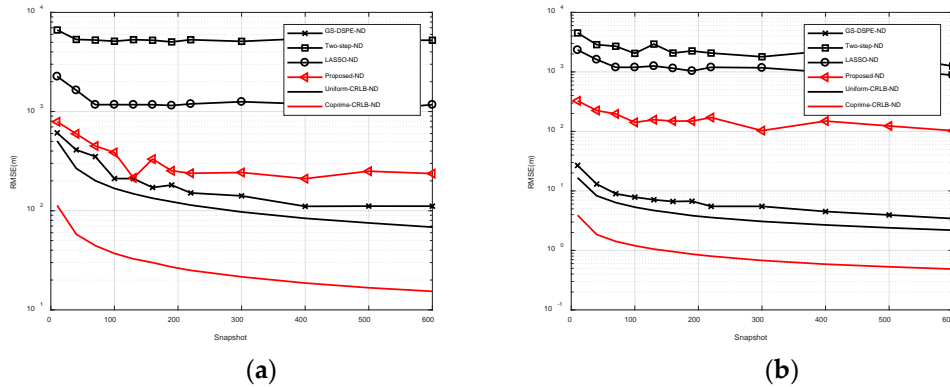 10 5
10 4
10 3
10 2
10 1
RMSE(m)
0
100
200
300
400
500
600
Snapshot
GS-DSPE-ND
Two-step-ND
LASSO-ND
Proposed-ND
Uniform-CRLB-ND
Coprime-CRLB-ND
(a)
10 4
10 3
10 2
10 1
10 0
10 -1
RMSE(m)
0
100
200
300
400
500
600
Snapshot
GS-DSPE-ND
Two-step-ND
LASSO-ND
Proposed-ND
Uniform-CRLB-ND
Coprime-CRLB-ND
(b)